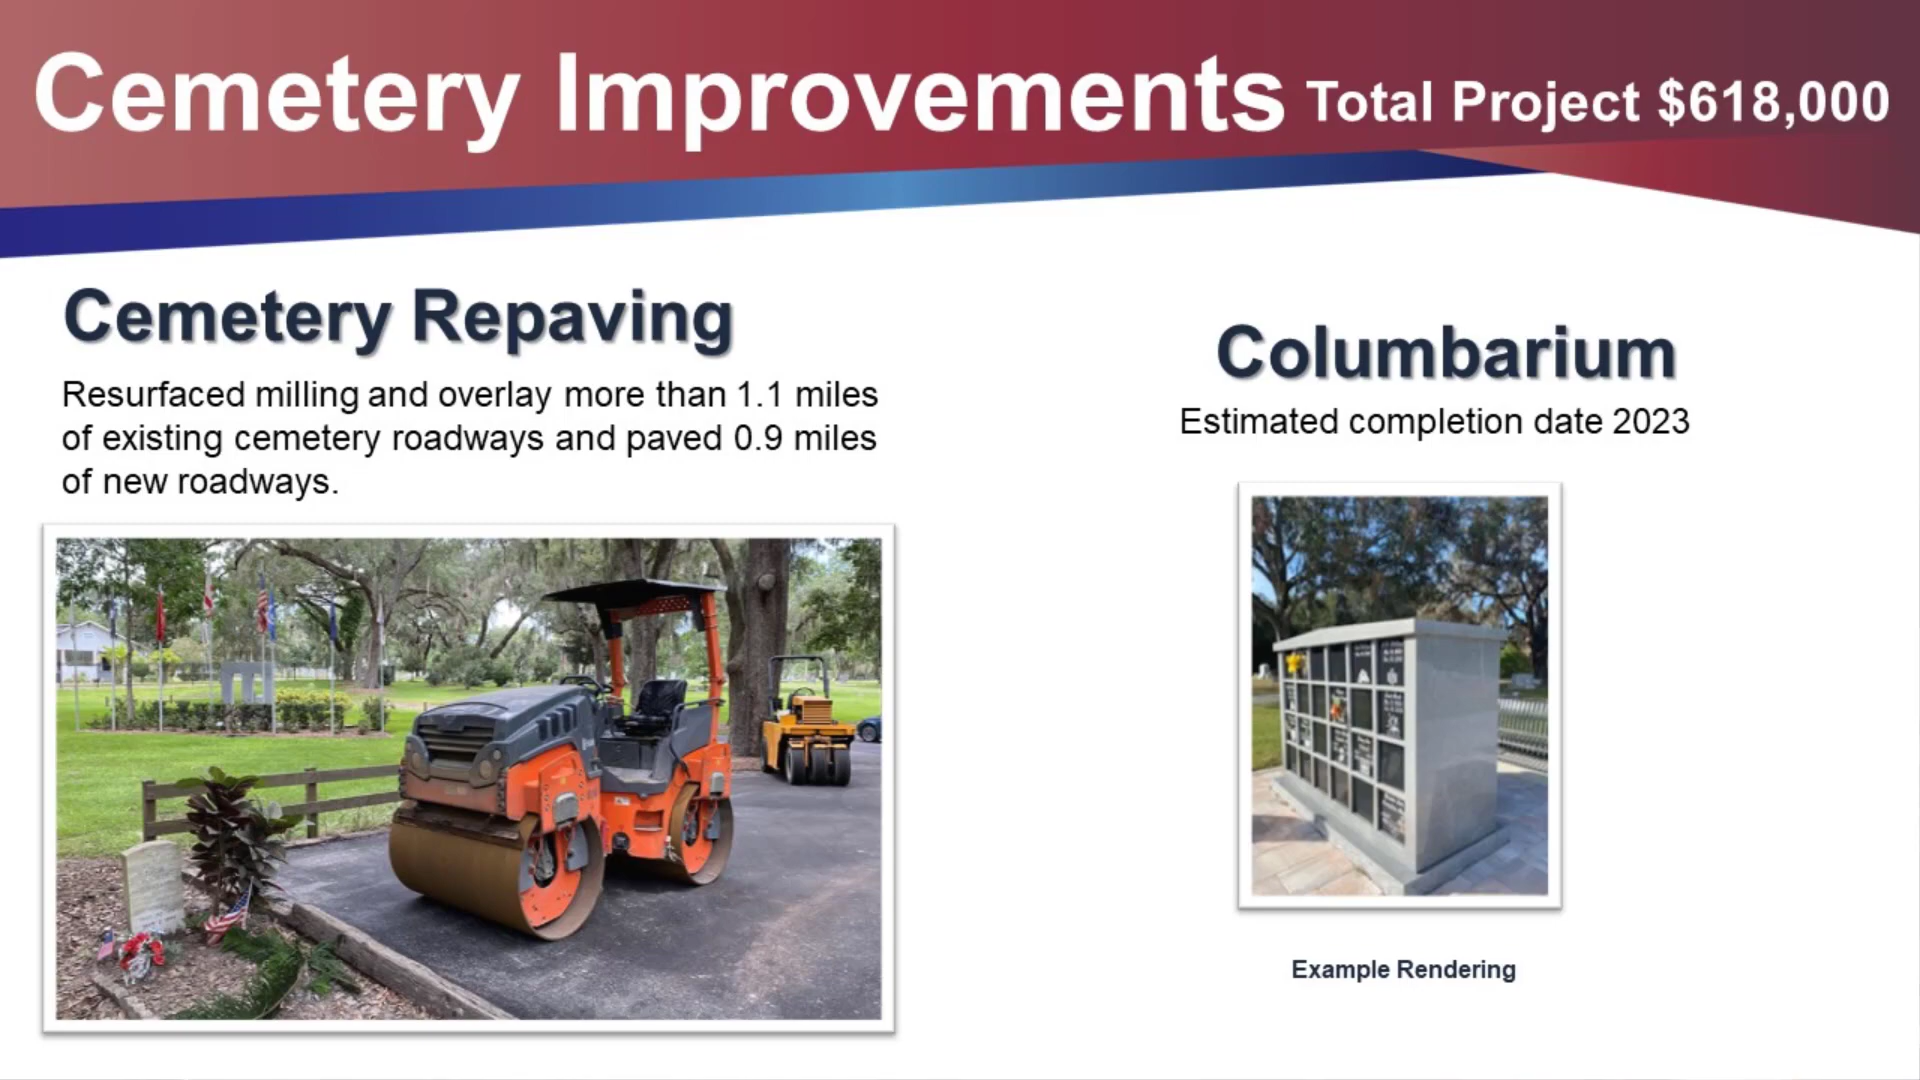 Cemetery Improvements Total Project $618,000
Cemetery Repaving
Resurfaced milling and overlay more than 1.1 miles
of existing cemetery roadways and paved 0.9 miles
of new roadways.
Columbarium
Estimated completion date 2023
Example Rendering